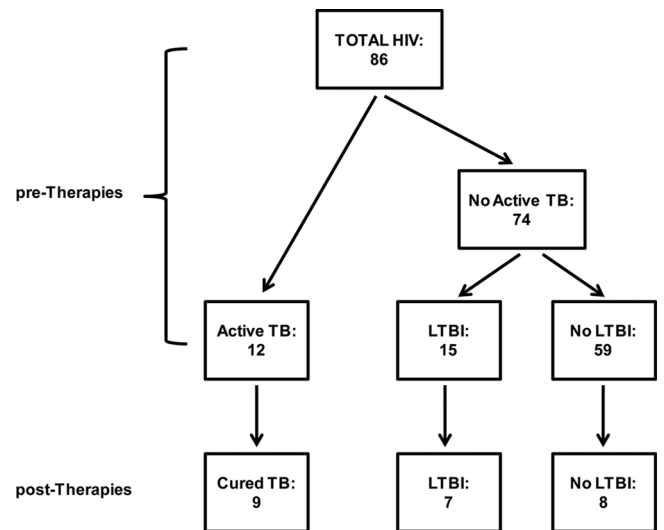 TOTAL HIV:
86
pre-Therapies
No Active TB:
74
Active TB:
12
LTBI:
15
No LTBI:
59
post-Therapies
Cured TB:
9
LTBI:
7
No LTBI:
8